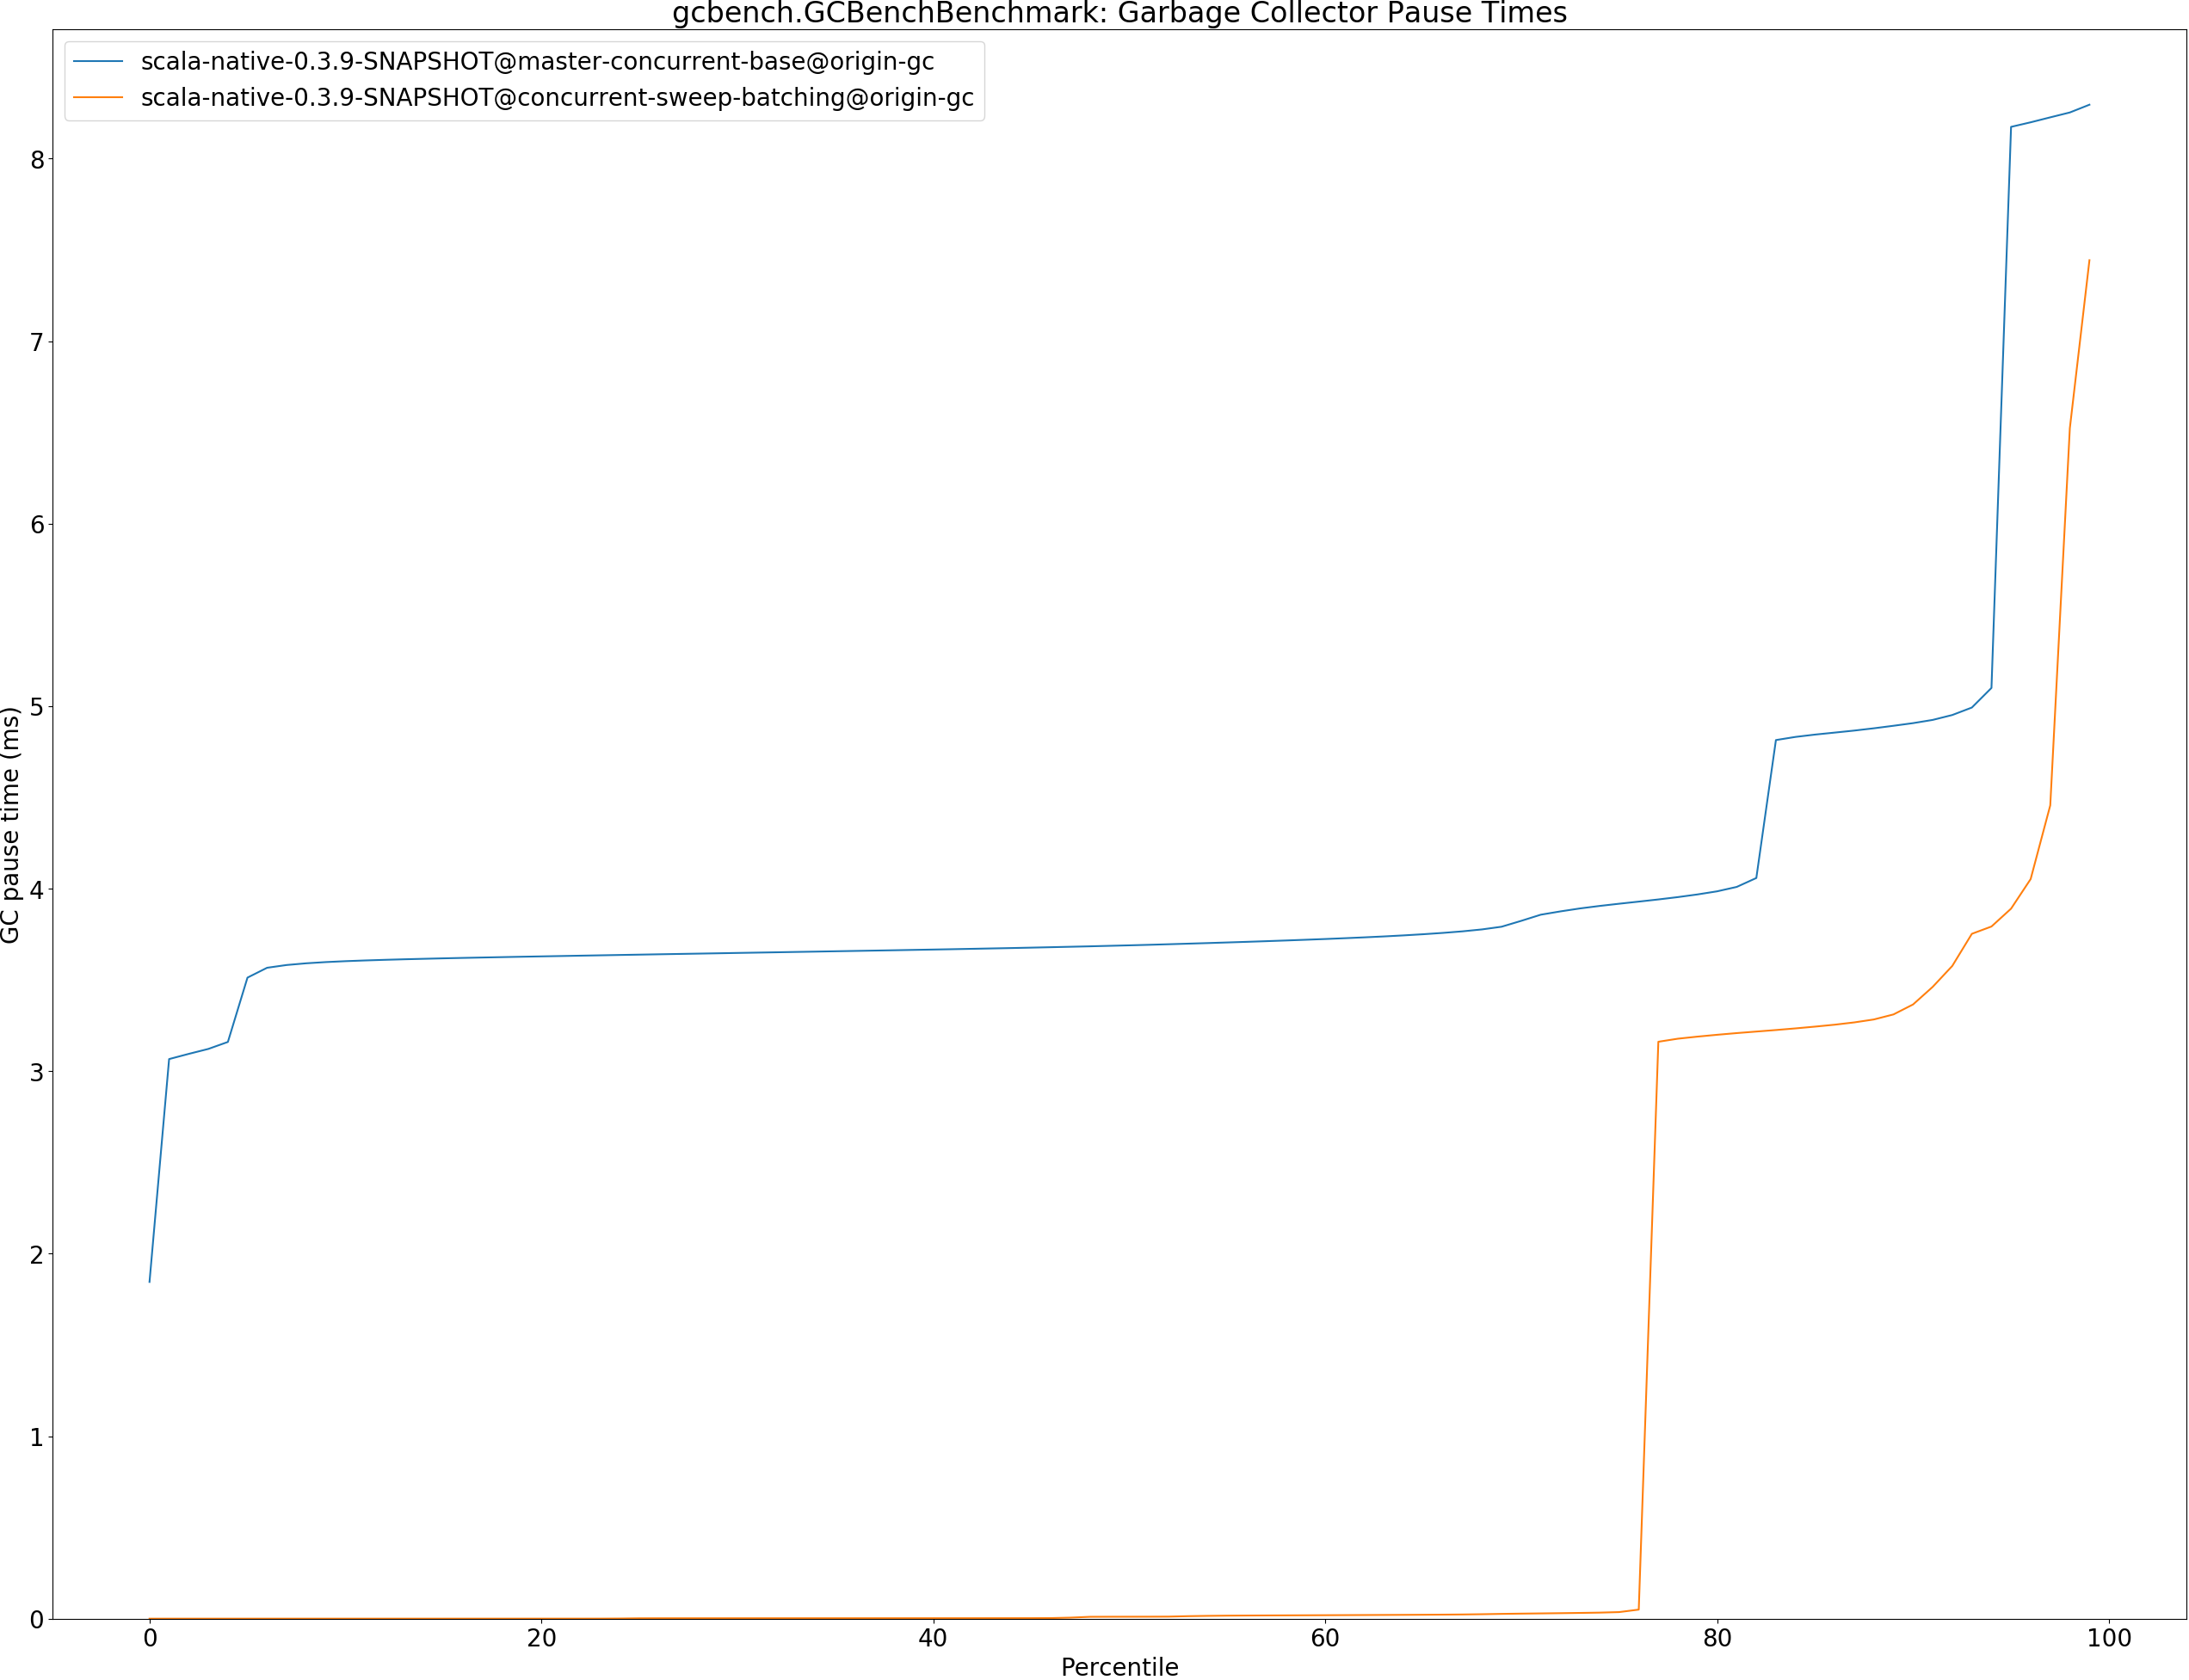 gcbench.GCBenchBenchmark: Garbage Collector Pause Times
scala-native-0.3.9-SNAPSHOT@master-concurrent-base@origin-gc
scala-native-0.3.9-SNAPSHOT@concurrent-sweep-batching@origin-gc
8
7
6
5
4
3
2
1
0
GC pause time (ms)
0 20 40 60 80 100
Percentile